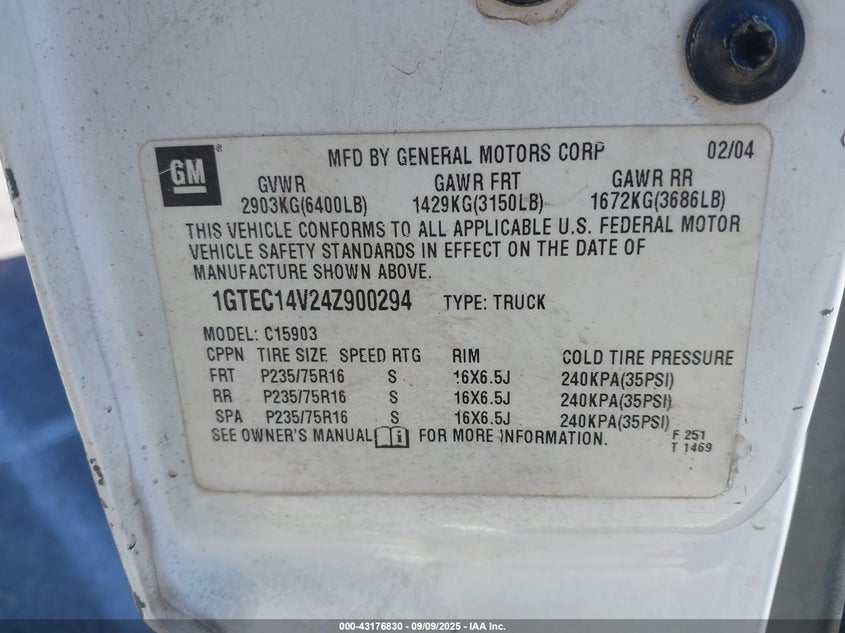 GM
MFD BY GENERAL MOTORS CORP 02/04
GVWR GAWR FRT GAWR RR
2903KG(6400LB) 1429KG(3150LB) 1672KG(3686LB)
THIS VEHICLE CONFORMS TO ALL APPLICABLE U.S. FEDERAL MOTOR
VEHICLE SAFETY STANDARDS IN EFFECT ON THE DATE OF
MANUFACTURE SHOWN ABOVE.
1GTEC14V24Z900294 TYPE: TRUCK
MODEL: C15903
CPPN TIRE SIZE SPEED RTG RIM COLD TIRE PRESSURE
FRT P235/75R16 S 16X6.5J 240KPA(35PSI)
RR P235/75R16 S 16X6.5J 240KPA(35PSI)
SPA P235/75R16 S 16X6.5J 240KPA(35PSI)
SEE OWNER'S MANUAL FOR MORE INFORMATION.
F 251
T 1469
000-43176830 - 09/09/2025 - IAA Inc.